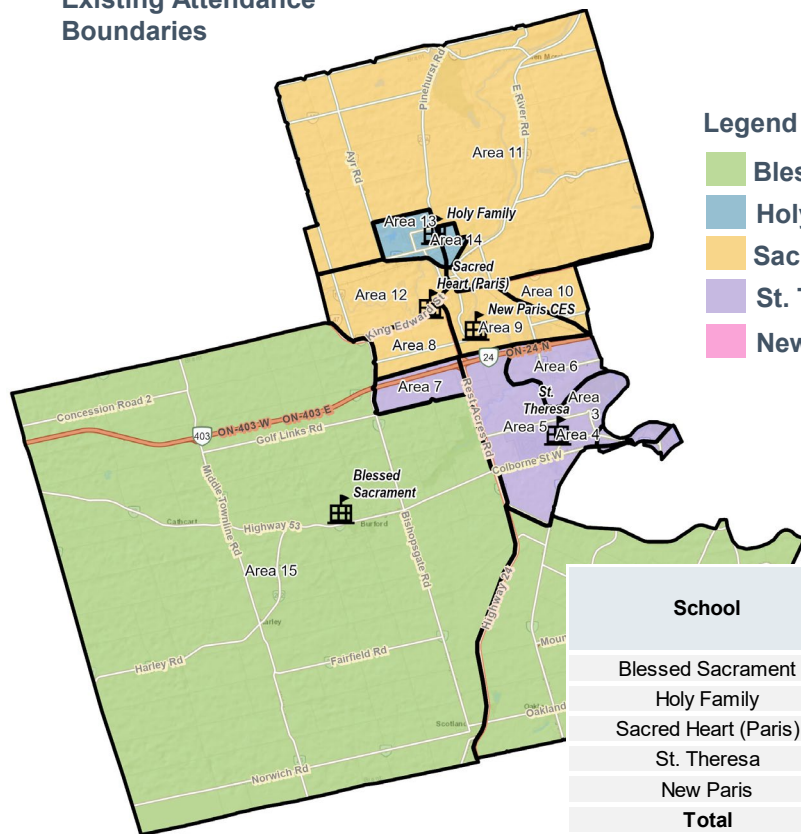 Existing Attendance
Boundaries
Pinehurst Rd
E River Rd
Ayr Rd
Area 11
Legend
Bles
Holy
Sac
St. T
New
Area 13
Holy Family
Area 14
Sacred
Heart (Paris)
Area 12
Area 10
New Paris CES
King Edward St
Area 9
Area 8
24
ON-24 N
Area 7
Area 6
St.
Theresa
Area
3
Area 5
Area 4
Rest Acres Rd
Concession Road 2
403
ON-403 W
ON-403 E
Golf Links Rd
Colborne St W
Middle Townline Rd
Blessed
Sacrament
Cathcart
Highway 53
Burford
Bishopsgate Rd
Area 15
Highway 24
Harley
Harley Rd
Fairfield Rd
Moun
Scotland
Oakland
Norwich Rd
School
Blessed Sacrament
Holy Family
Sacred Heart (Paris)
St. Theresa
New Paris
Total